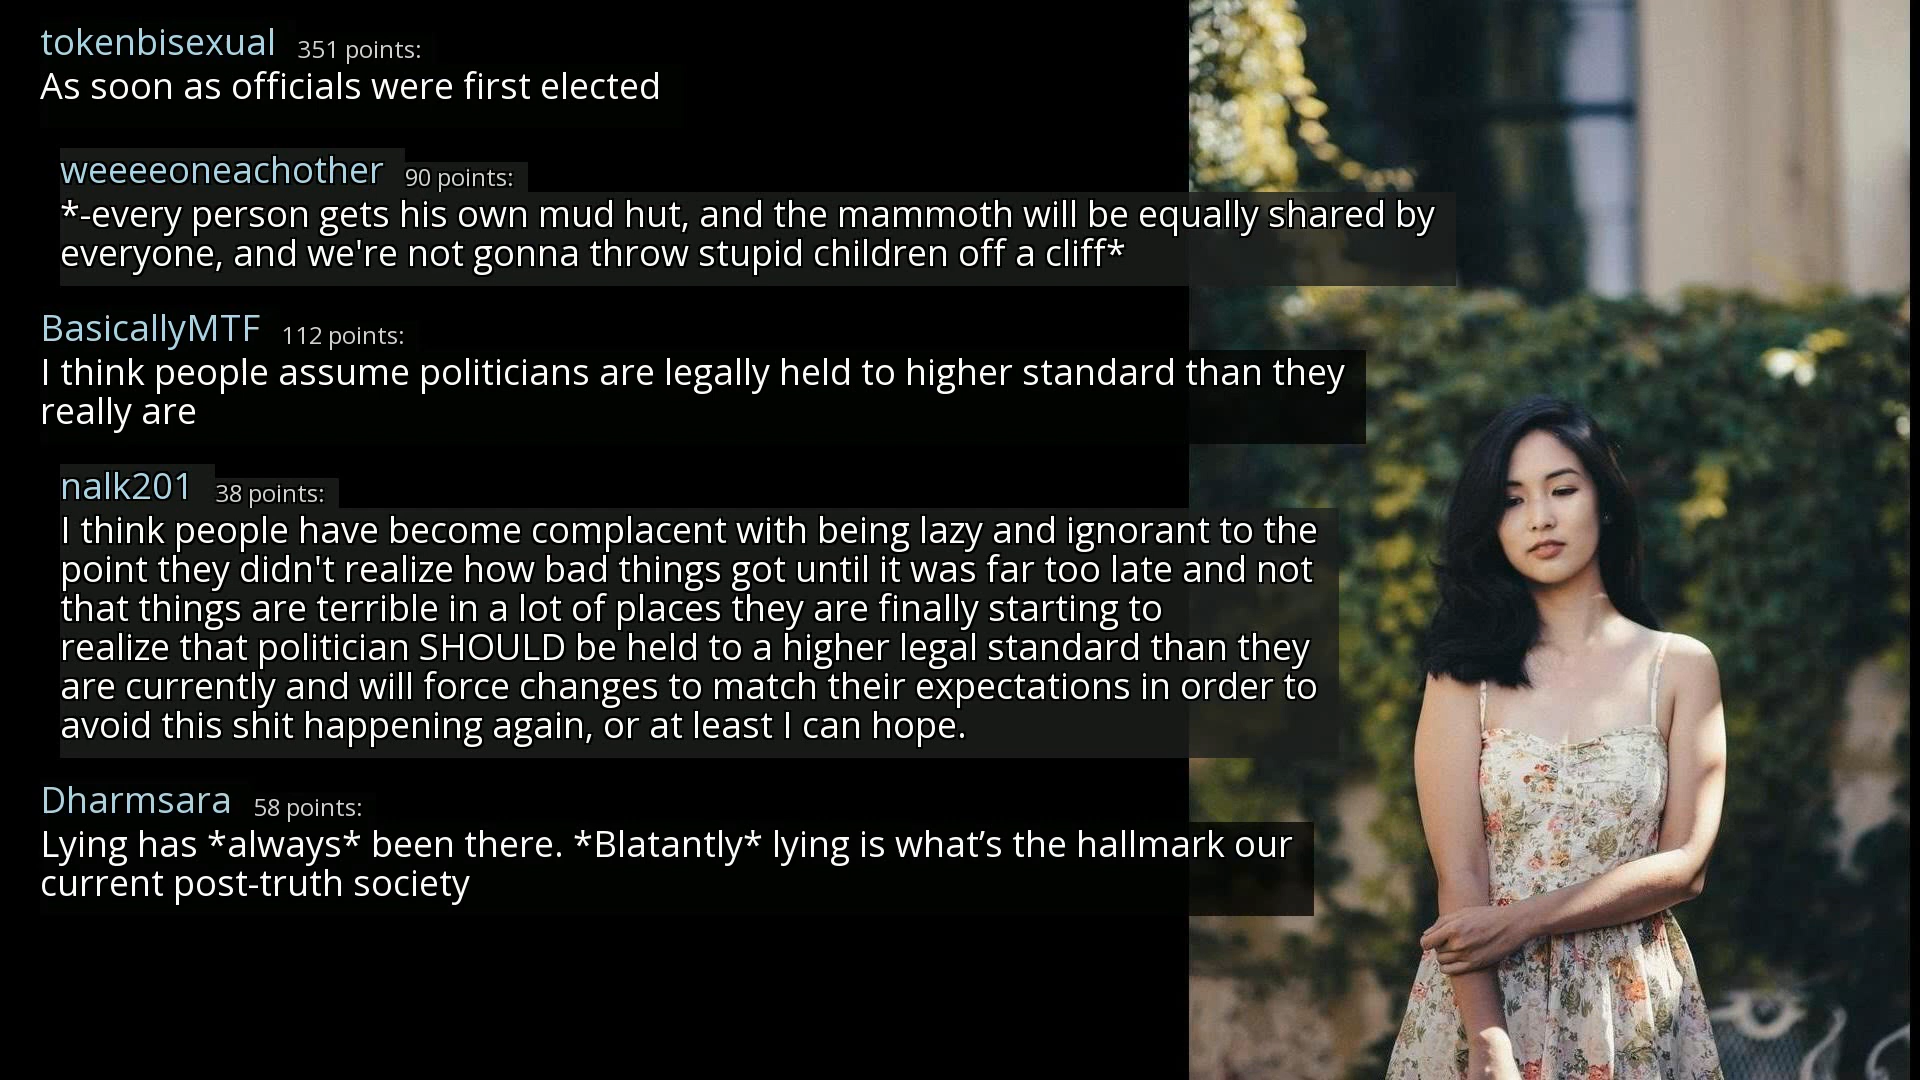 tokenbisexual 351 points:
As soon as officials were first elected
weeeeoneachother 90 points:
*-every person gets his own mud hut, and the mammoth will be equally shared by
everyone, and we're not gonna throw stupid children off a cliff*
BasicallyMTF 112 points:
I think people assume politicians are legally held to higher standard than they
really are
nalk201 38 points:
I think people have become complacent with being lazy and ignorant to the
point they didn't realize how bad things got until it was far too late and not
that things are terrible in a lot of places they are finally starting to
realize that politician SHOULD be held to a higher legal standard than they
are currently and will force changes to match their expectations in order to
avoid this shit happening again, or at least I can hope.
Dharmsara 58 points:
Lying has *always* been there. *Blatantly* lying is what’s the hallmark our
current post-truth society